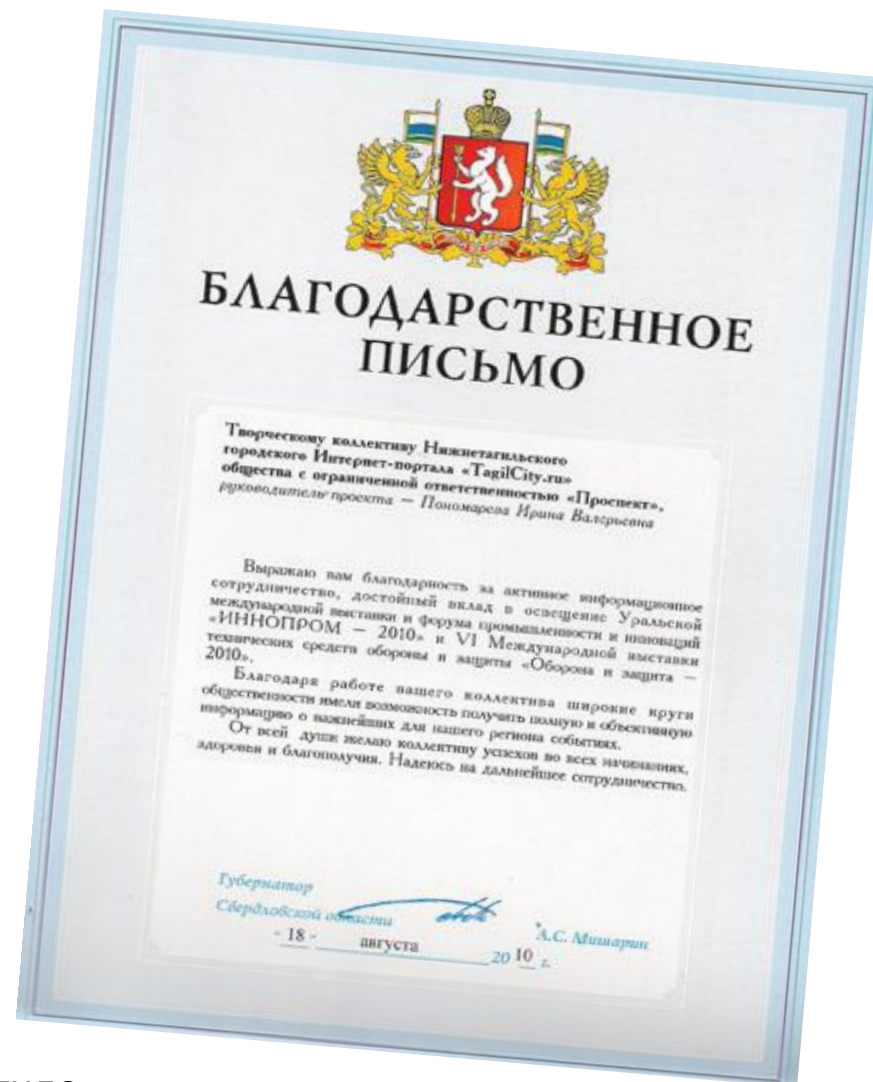 БЛАГОДАРСТВЕННОЕ
ПИСЬМО
Творческому коллективу Нижнетагильского
городского Интернет-портала «TagilCity.ru»
общества с ограниченной ответственностью «Проспект»,
руководитель проекта — Пономарева Ирина Валерьевна
Выражаю вам благодарность за активное информационное
сотрудничество, достойный вклад в освещение Уральской
международной выставки и форума промышленности и инноваций
«ИННОПРОМ — 2010» и VI Международной выставки
технических средств обороны и защиты «Оборона и защита —
2010».
Благодаря работе вашего коллектива широкие круги
общественности имели возможность получить полную и объективную
информацию о важнейших для нашего региона событиях.
От всей души желаю коллективу успехов во всех начинаниях,
здоровья и благополучия. Надеюсь на дальнейшее сотрудничество.
Губернатор
Свердловской области
А.С. Мишарин
- 18 - августа 20 10 г.